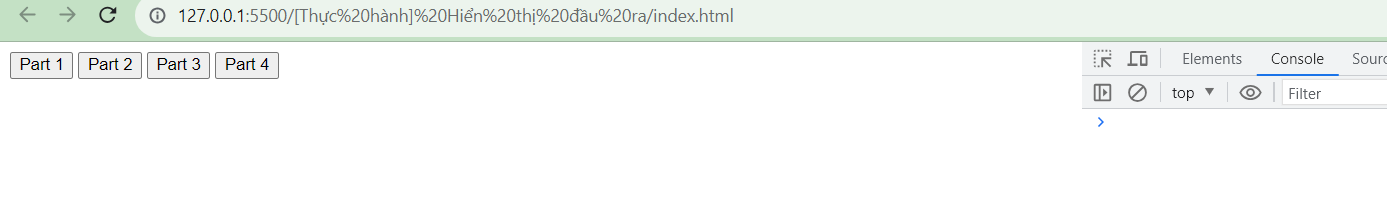 127.0.0.1:5500/[Thực%20hành]%20Hiển%20thị%20đầu%20ra/index.html
Part 1 Part 2 Part 3 Part 4
Elements Console Sourc
top Filter